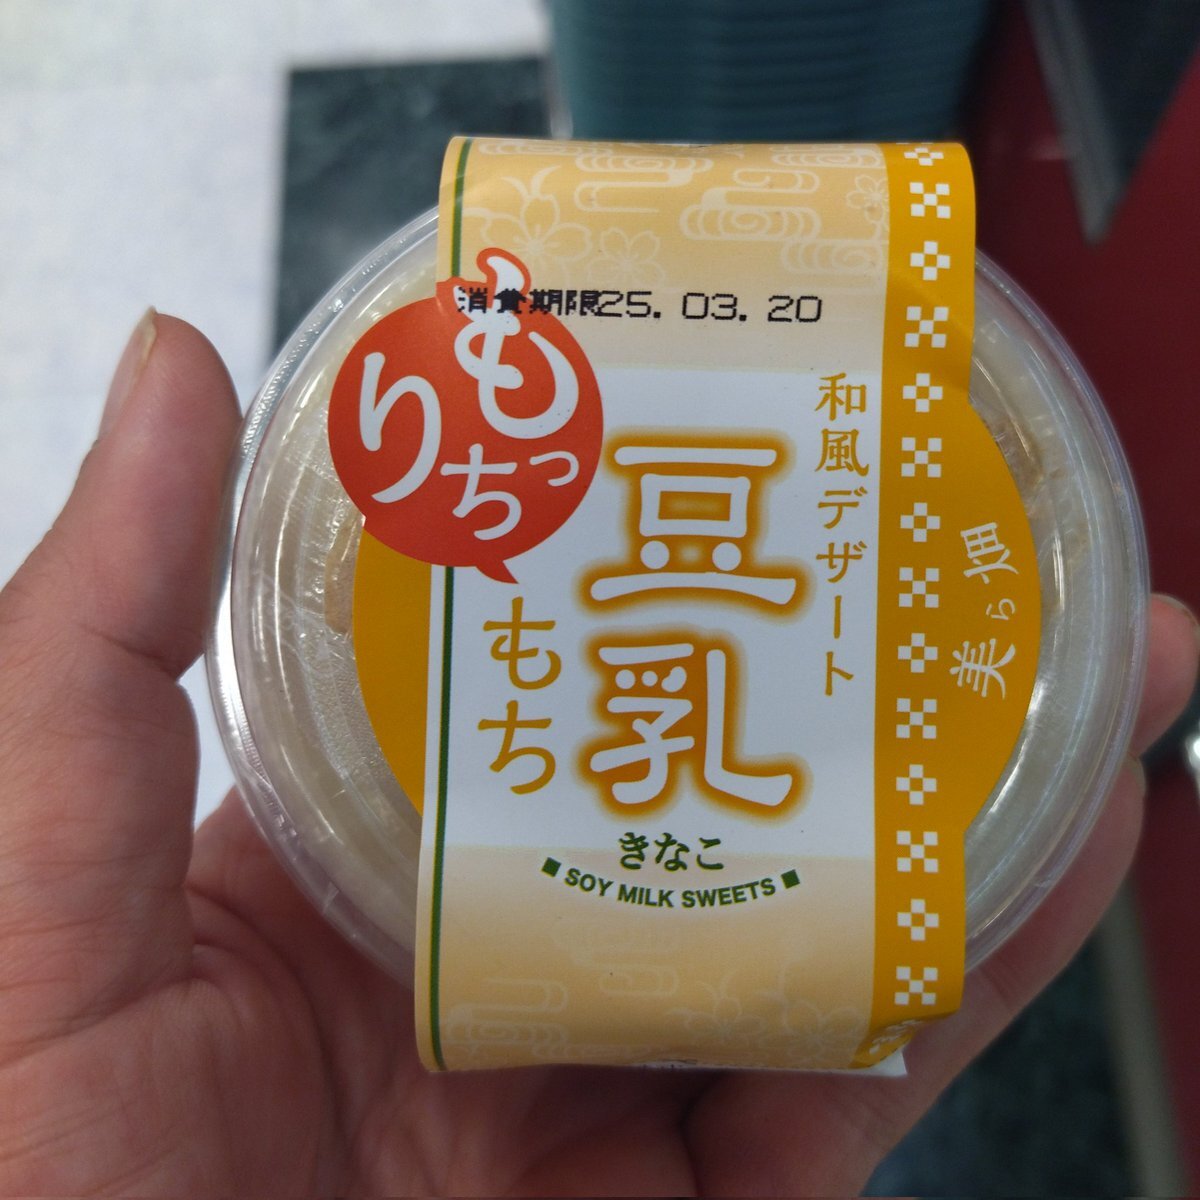 消費期限25. 03. 20
もっちり
和風デザート
豆乳
もち
きなこ
■ SOY MILK SWEETS ■
美ら畑